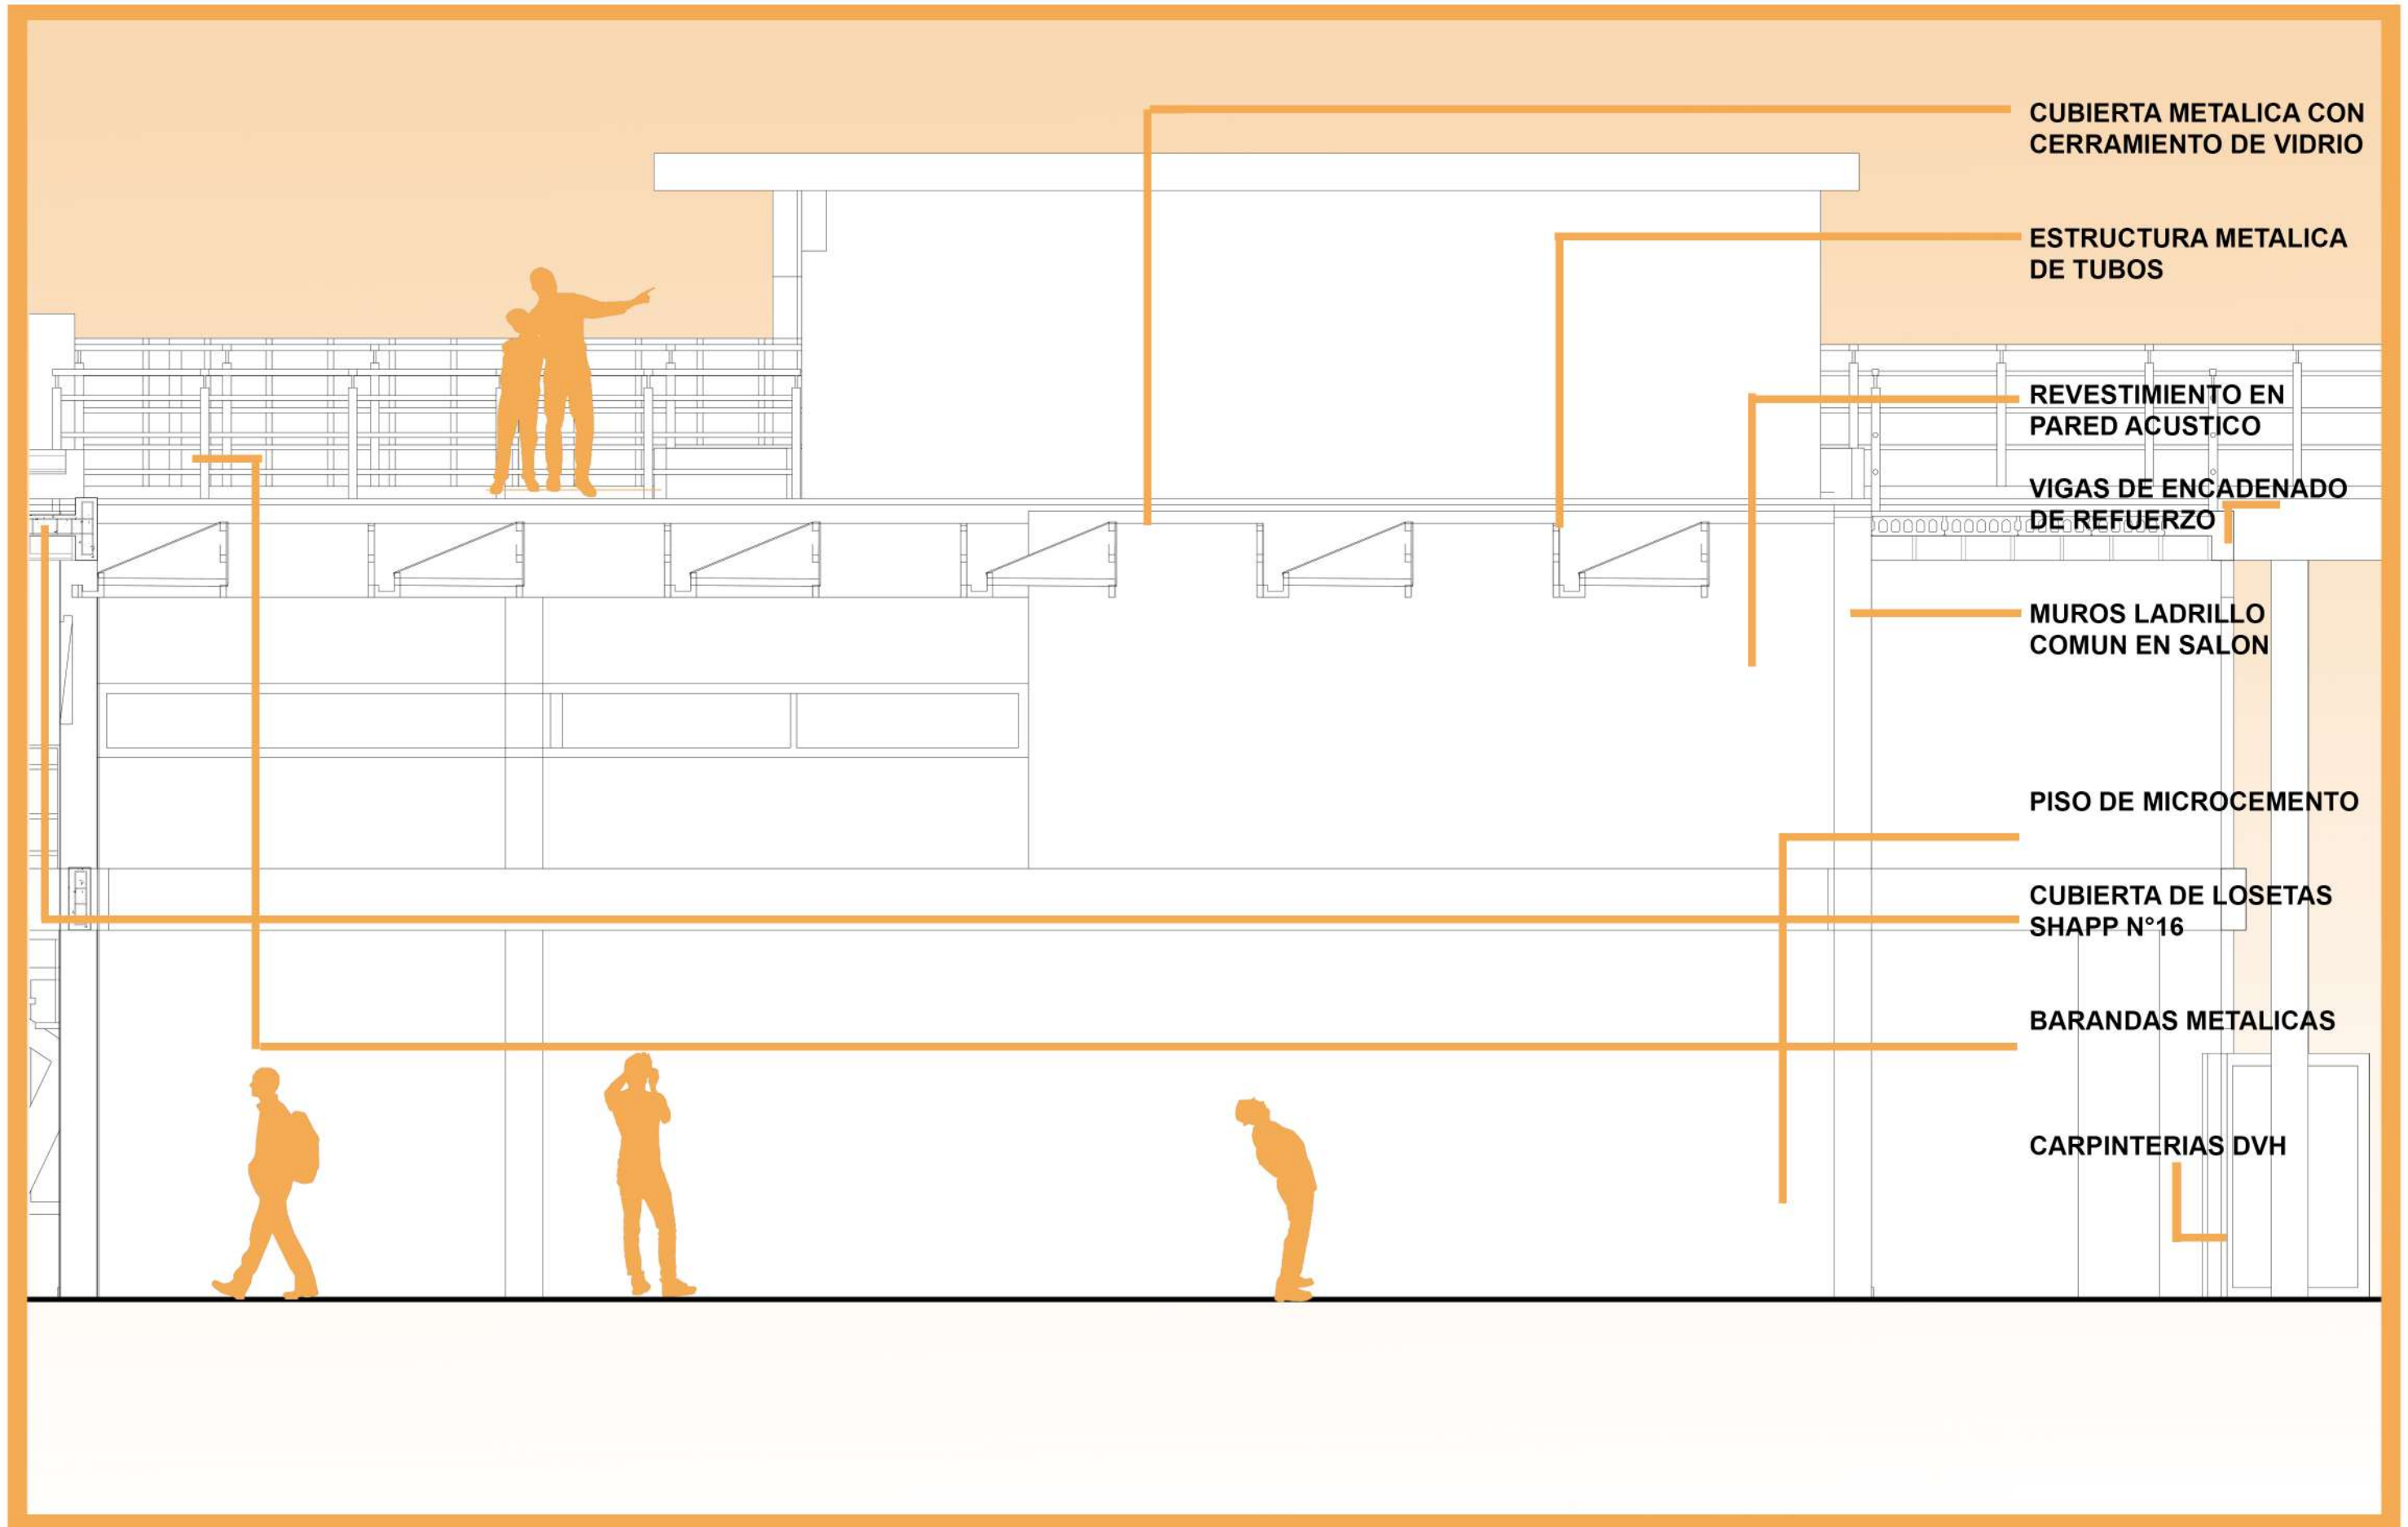 CUBIERTA METALICA CON
CERRAMIENTO DE VIDRIO
ESTRUCTURA METALICA
DE TUBOS
REVESTIMIENTO EN
PARED ACUSTICO
VIGAS DE ENCADENADO
DE REFUERZO
MUROS LADRILLO
COMUN EN SALON
PISO DE MICROCEMENTO
CUBIERTA DE LOSETAS
SHAPP N°16
BARANDAS METALICAS
CARPINTERIAS DVH